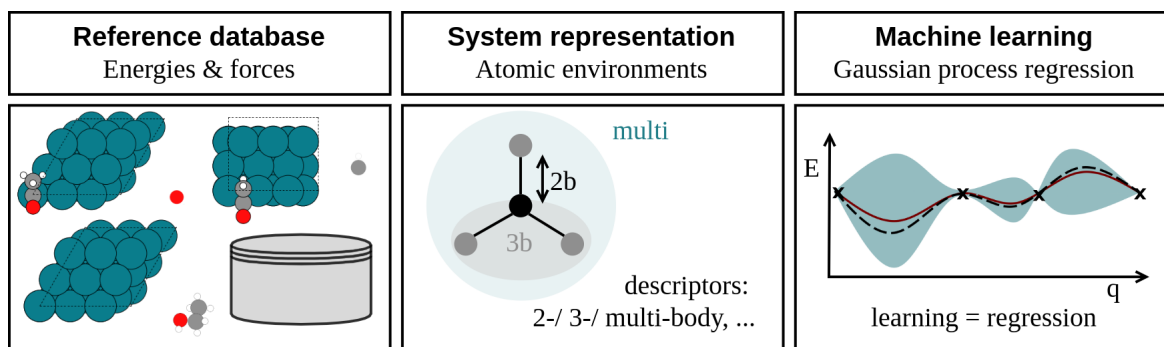 Reference database
Energies & forces
System representation
Atomic environments
Machine learning
Gaussian process regression
multi
2b
3b
descriptors:
2-/ 3-/ multi-body, ...
E
x x x x
q
learning = regression